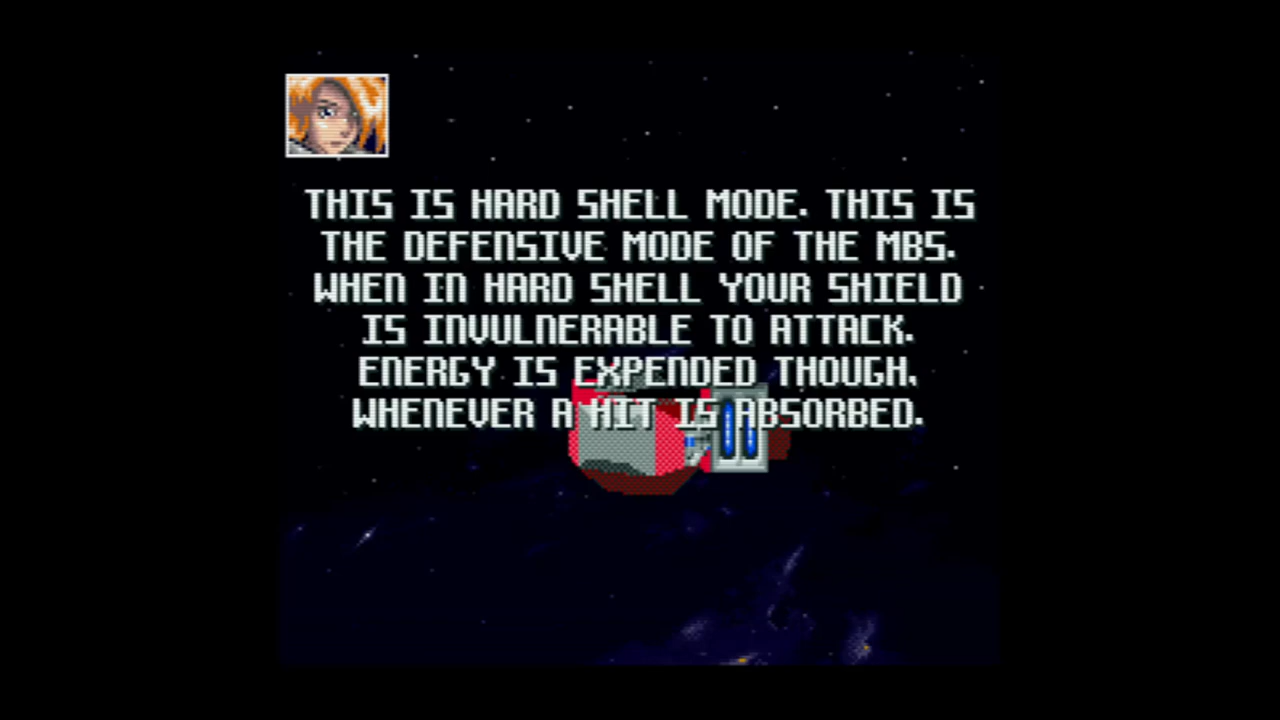 THIS IS HARD SHELL MODE. THIS IS
THE DEFENSIVE MODE OF THE MBS.
WHEN IN HARD SHELL YOUR SHIELD
IS INVULNERABLE TO ATTACK.
ENERGY IS EXPENDED THOUGH,
WHENEVER A HIT IS ABSORBED.